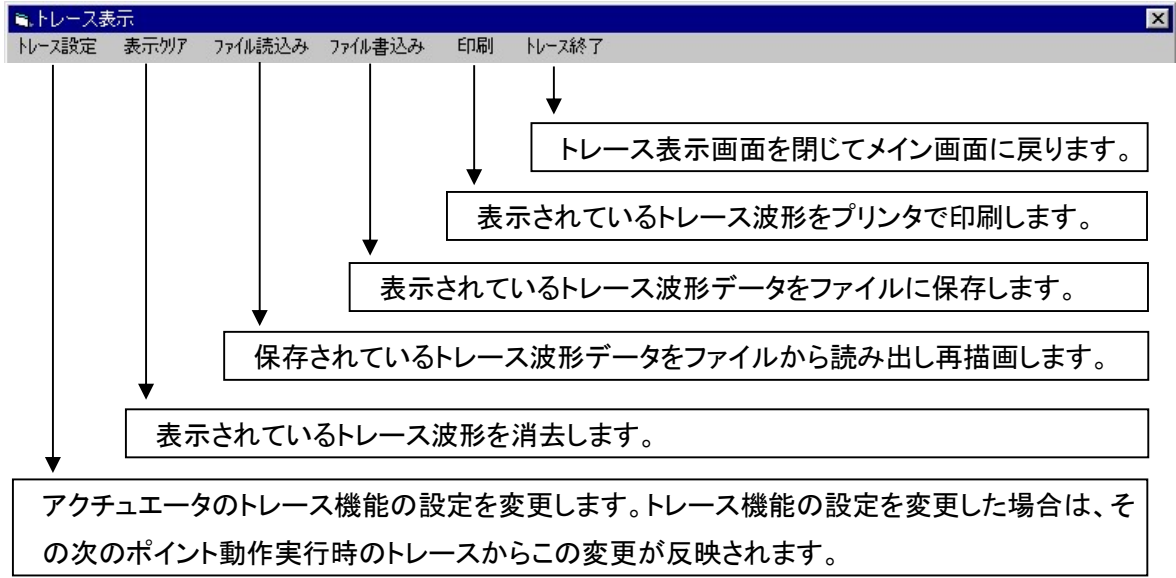 トレース表示
トレース設定 表示クリア ファイル読込み ファイル書込み 印刷 トレース終了
トレース表示画面を閉じてメイン画面に戻ります。
表示されているトレース波形をプリンタで印刷します。
表示されているトレース波形データをファイルに保存します。
保存されているトレース波形データをファイルから読み出し再描画します。
表示されているトレース波形を消去します。
アクチュエータのトレース機能の設定を変更します。トレース機能の設定を変更した場合は、そ
の次のポイント動作実行時のトレースからこの変更が反映されます。